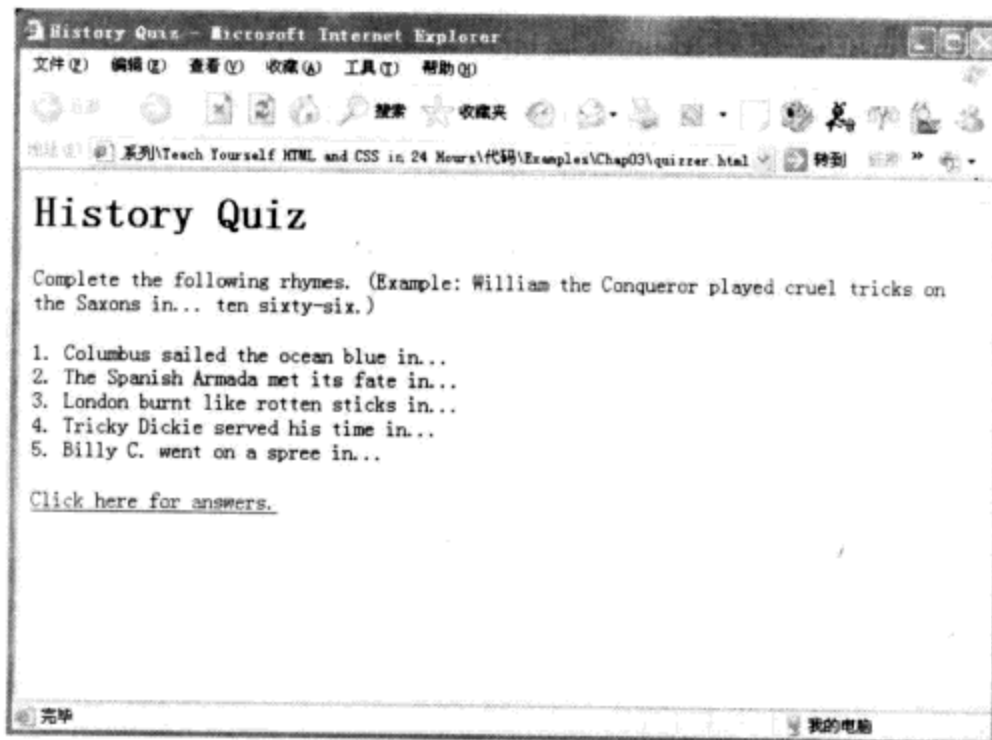 History Quiz - Microsoft Internet Explorer
文件(F) 编辑(E) 查看(V) 收藏(A) 工具(T) 帮助(H)
搜索 收藏夹
地址(D) 系列\Teach Yourself HTML and CSS in 24 Hours\代码\Examples\Chap03\quizzer.html 转到 链接 »
History Quiz
Complete the following rhymes. (Example: William the Conqueror played cruel tricks on
the Saxons in... ten sixty-six.)
1. Columbus sailed the ocean blue in...
2. The Spanish Armada met its fate in...
3. London burnt like rotten sticks in...
4. Tricky Dickie served his time in...
5. Billy C. went on a spree in...
Click here for answers.
完毕 我的电脑